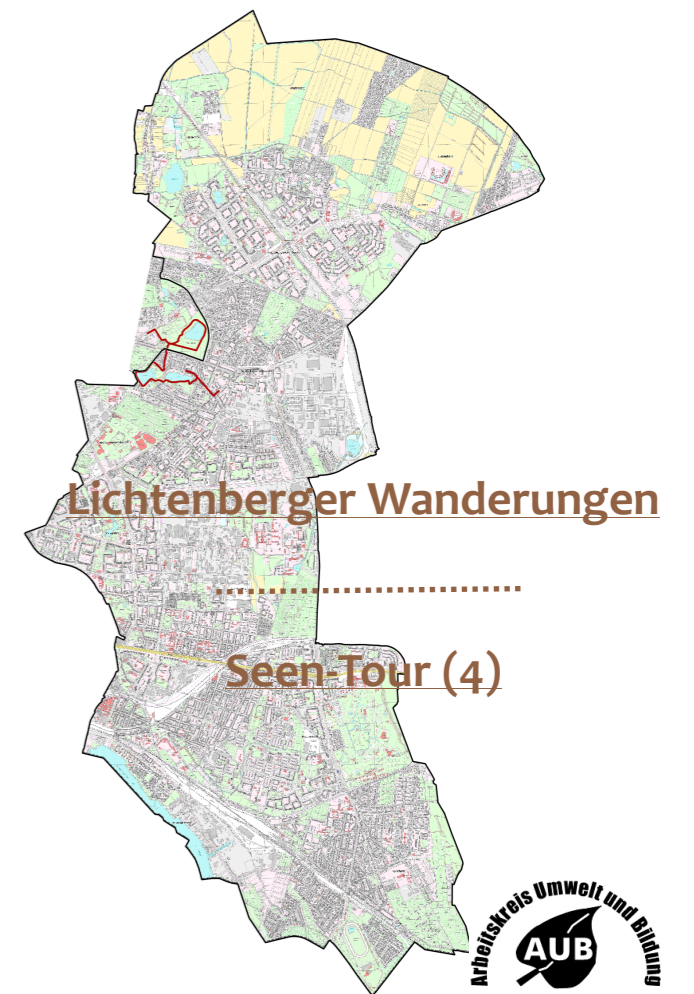 Lichtenberger Wanderungen
Seen-Tour (4)
Arbeitskreis Umwelt und Bildung
AUB